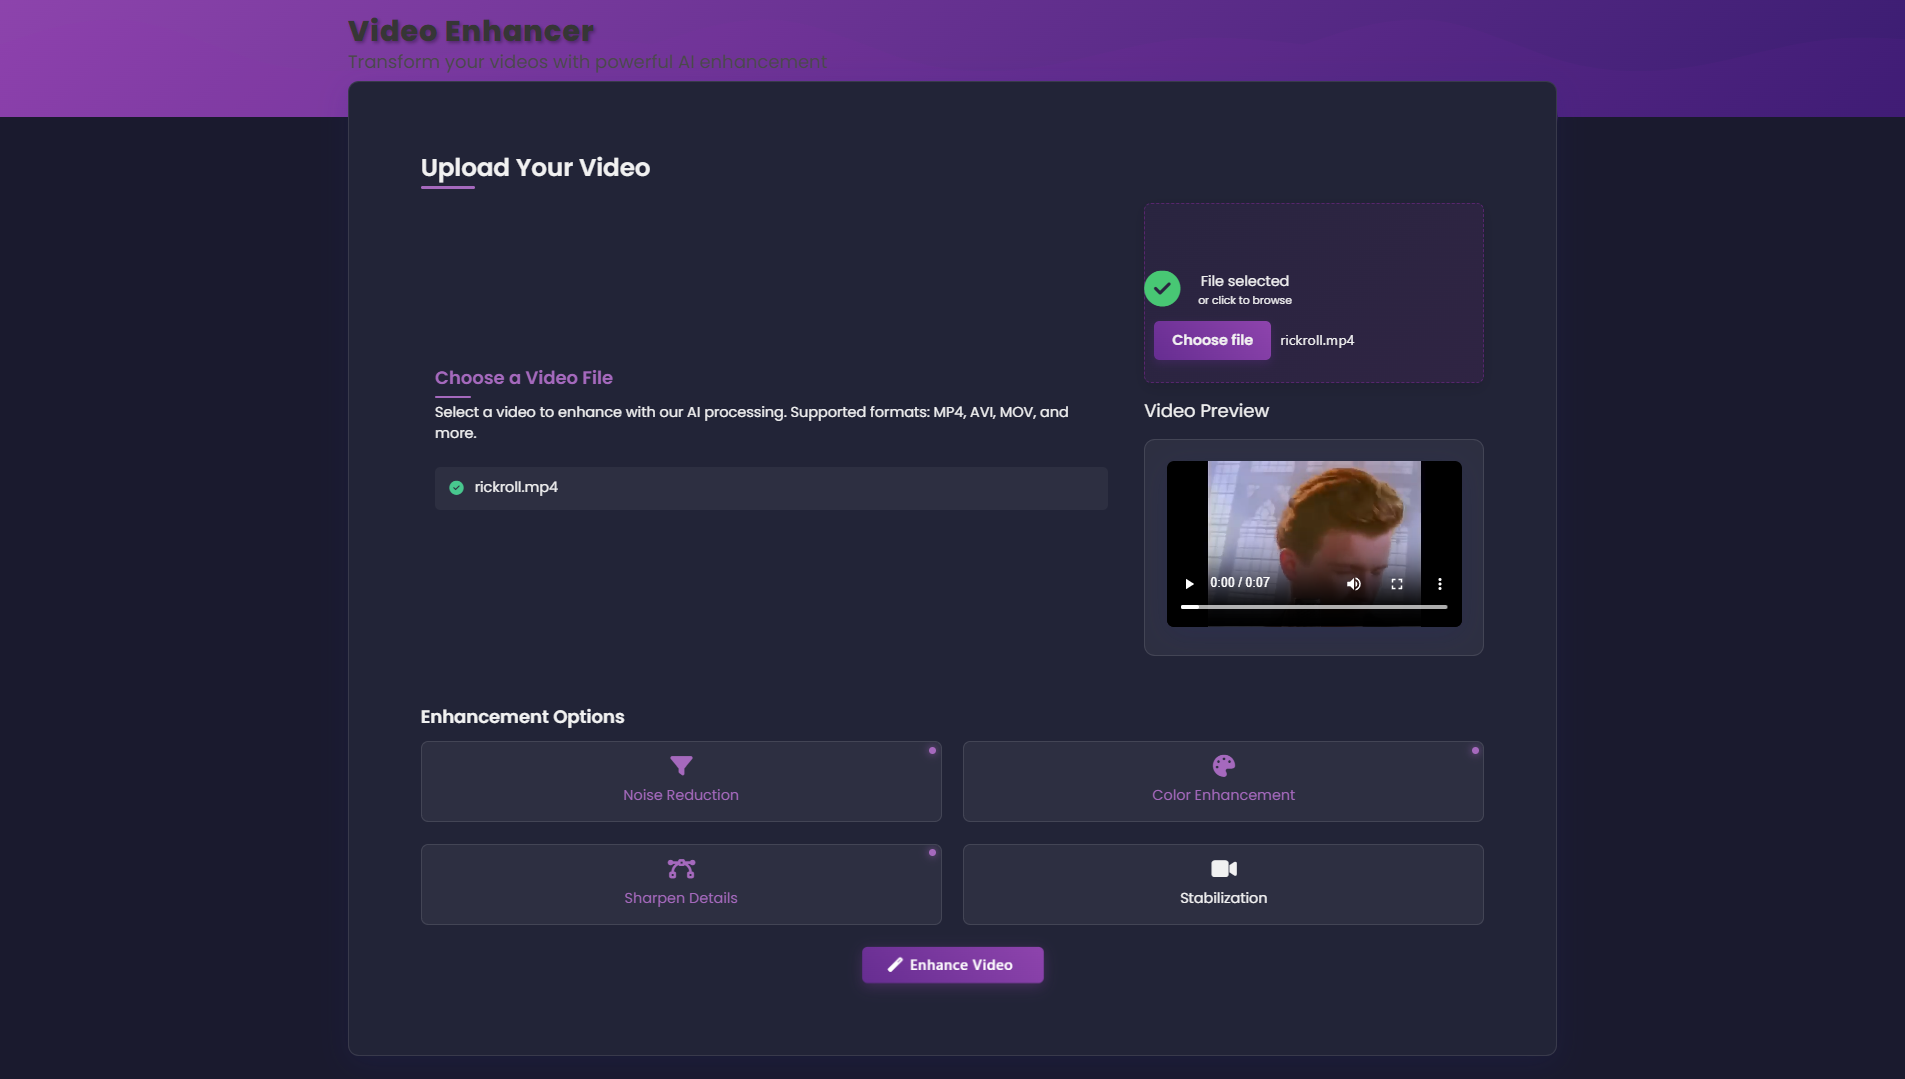 Video Enhancer
Transform your videos with powerful AI enhancement
Upload Your Video
File selected
or click to browse
Choose file
rickroll.mp4
Choose a Video File
Select a video to enhance with our AI processing. Supported formats: MP4, AVI, MOV, and
more.
rickroll.mp4
Video Preview
0:00 / 0:07
Enhancement Options
Noise Reduction
Color Enhancement
Sharpen Details
Stabilization
Enhance Video